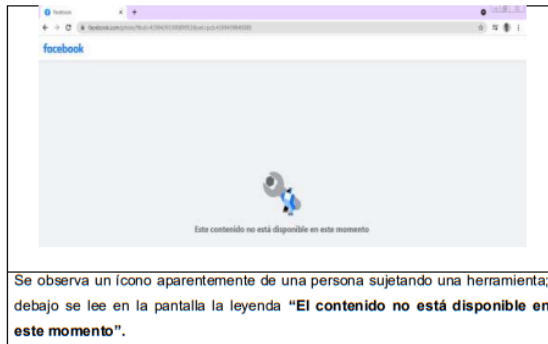 facebook
Este contenido no está disponible en este momento
Se observa un ícono aparentemente de una persona sujetando una herramienta;
debajo se lee en la pantalla la leyenda “El contenido no está disponible en
este momento”.